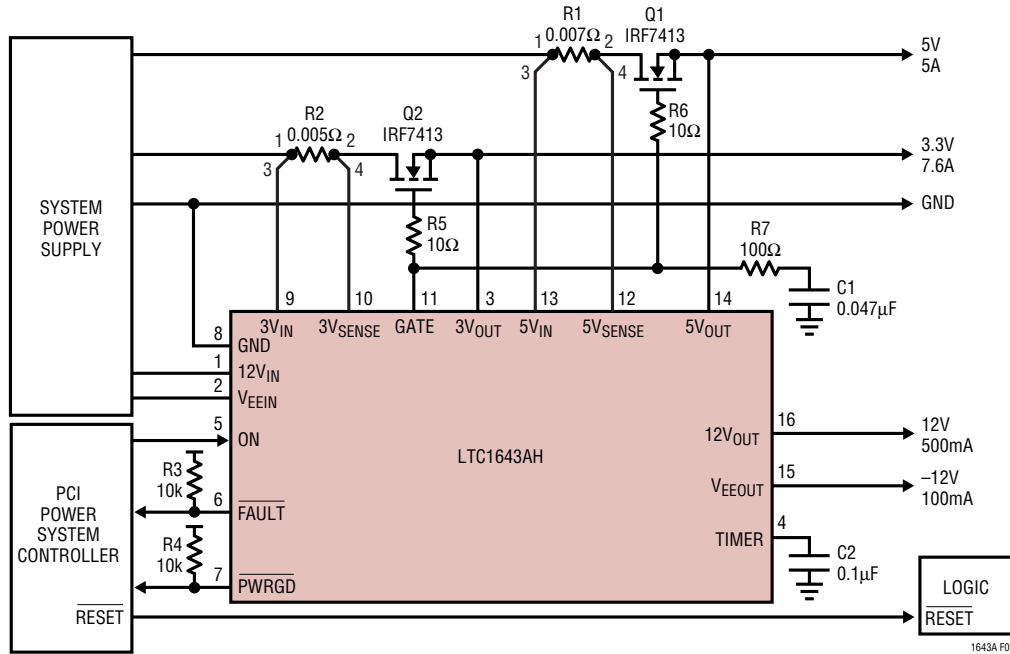 R1
0.007Ω
Q1
IRF7413
1
2
3
4
5V
5A
R6
10Ω
R2
0.005Ω
Q2
IRF7413
1
2
3
4
3.3V
7.6A
GND
SYSTEM
POWER
SUPPLY
R5
10Ω
R7
100Ω
C1
0.047µF
9
10
11
3
13
12
14
3VIN
3VSENSE
GATE
3VOUT
5VIN
5VSENSE
5VOUT
8
GND
1
12VIN
2
VEEIN
5
ON
LTC1643AH
12VOUT
16
12V
500mA
VEEOUT
15
–12V
100mA
PCI
POWER
SYSTEM
CONTROLLER
R3
10k
6
FAULT
R4
10k
7
PWRGD
TIMER
4
C2
0.1µF
RESET
LOGIC
RESET
1643A F0